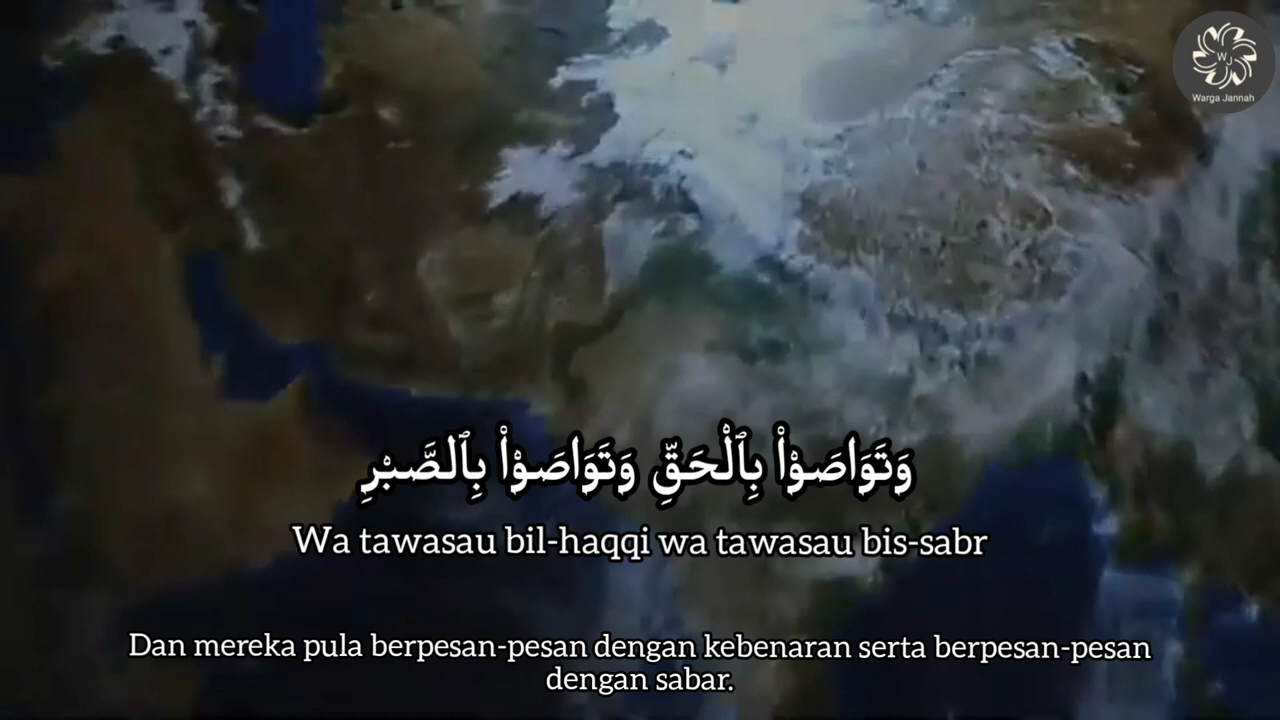 WJ
Warga Jannah
وَتَوَاصَوْا۟ بِٱلْحَقِّ وَتَوَاصَوْا۟ بِٱلصَّبْرِ
Wa tawasau bil-haqqi wa tawasau bis-sabr
Dan mereka pula berpesan-pesan dengan kebenaran serta berpesan-pesan
dengan sabar.